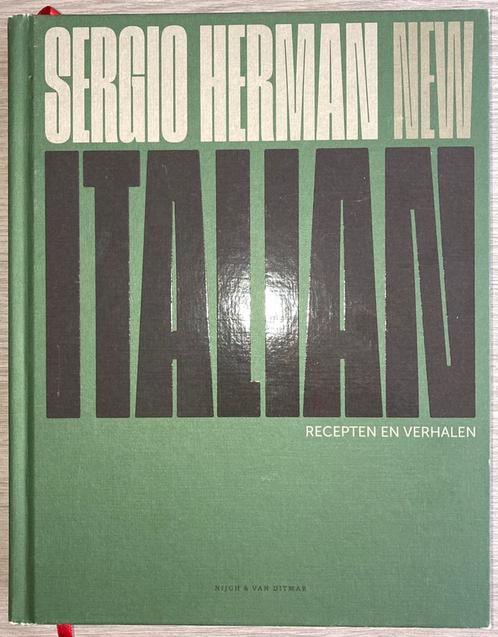 SERGIO HERMAN NEW
ITALIAN
RECEPTEN EN VERHALEN
NIJGH & VAN DITMAR